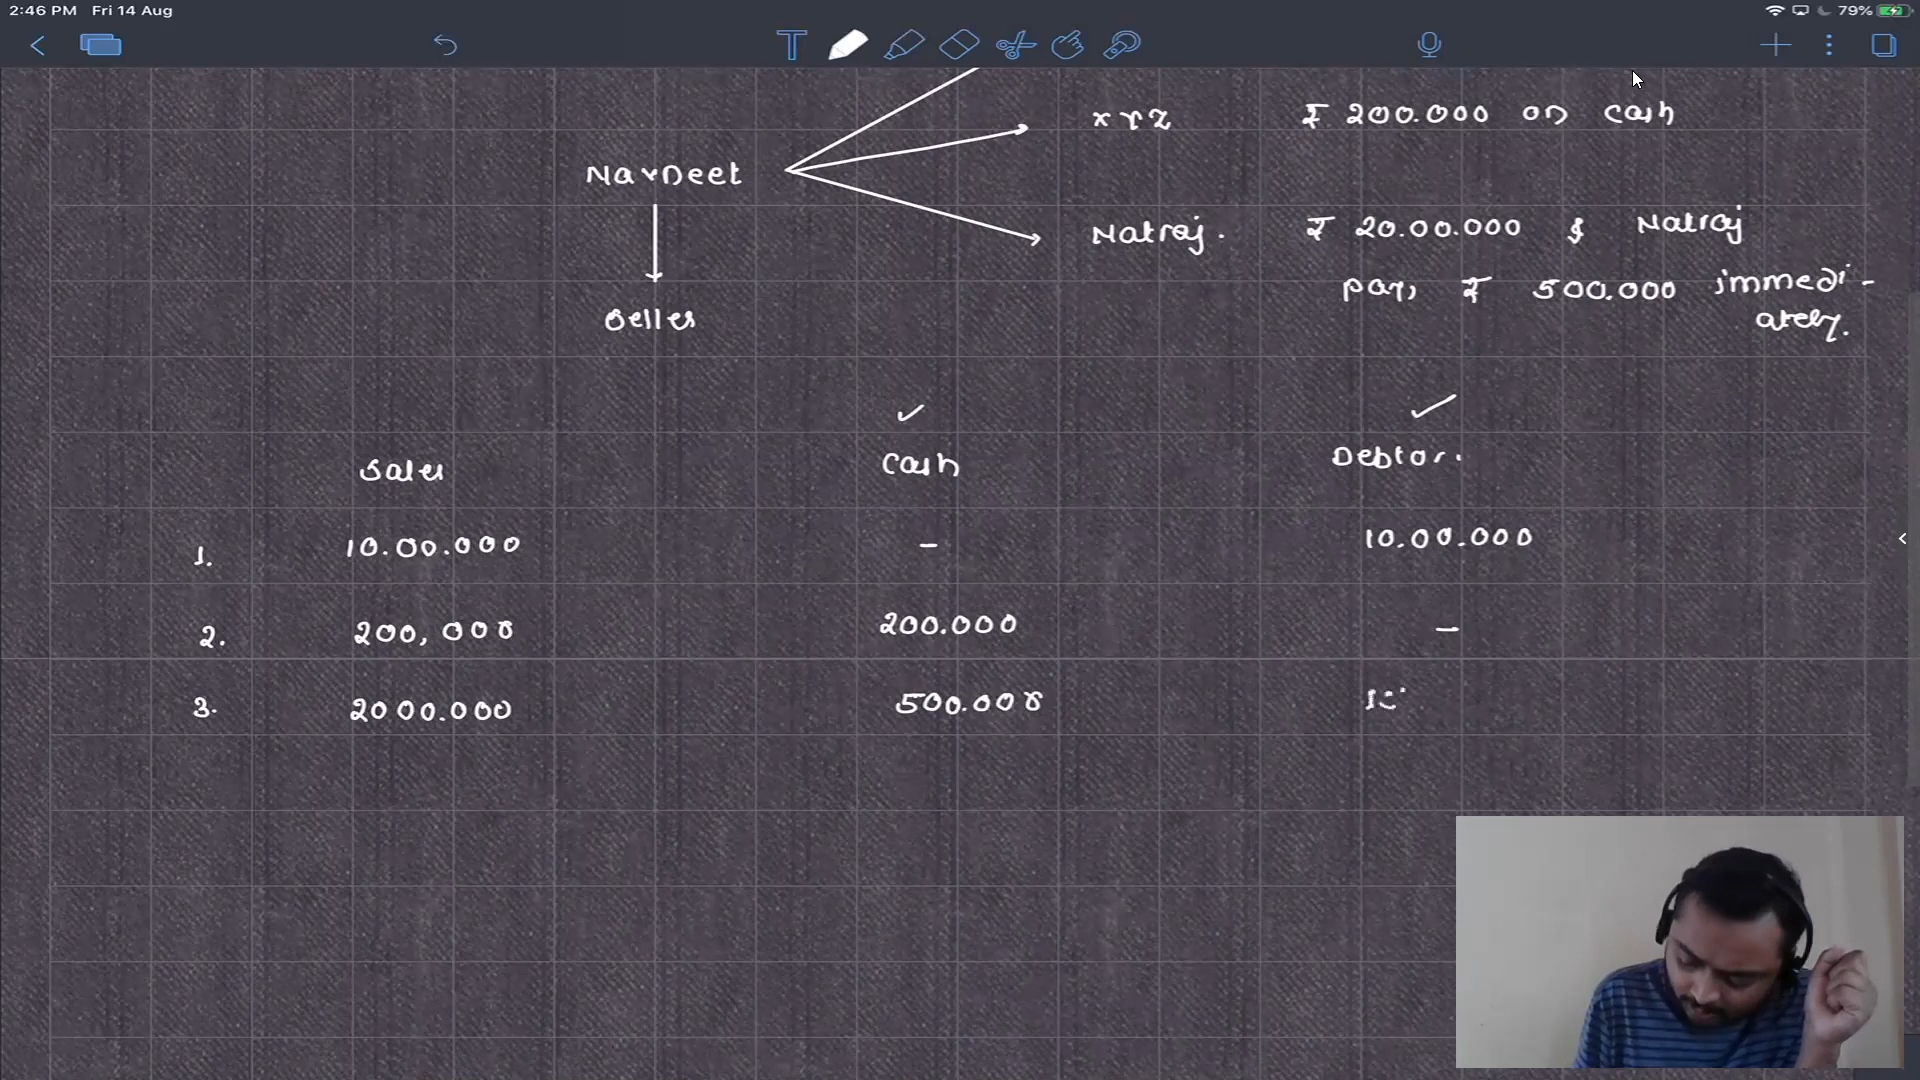 2:46 PM Fri 14 Aug 79%
T
xyz ₹ 200.000 on cash
Navneet
Natraj. ₹ 20.00.000 & Natraj
pays ₹ 500.000 immedi-
ately.
Seller
Sales Cash Debtor.
1. 10.00.000 - 10.00.000
2. 200,000 200.000 -
3. 2000.000 500.000